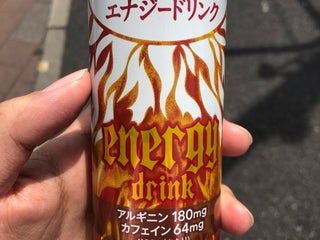 エナジードリンク
energy
drink
アルギニン 180mg
カフェイン 64mg